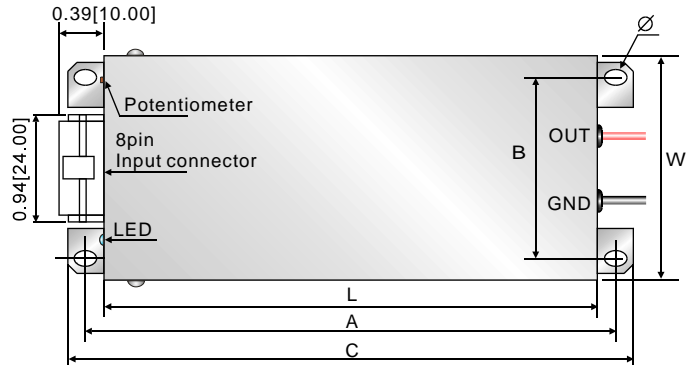 0.39[10.00]
Ø
Potentiometer
8pin
Input connector
0.94[24.00]
OUT
B
W
GND
LED
L
A
C